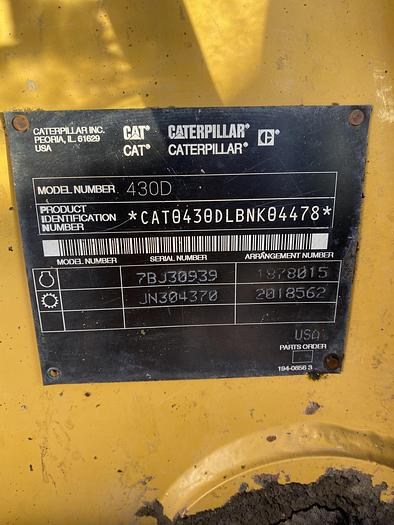 CATERPILLAR INC. CAT® CATERPILLAR®
PEORIA, IL. 61629
USA CAT® CATERPILLAR® C
MODEL NUMBER 430D
PRODUCT
IDENTIFICATION *CAT0430DLBNK04478*
NUMBER
MODEL NUMBER SERIAL NUMBER ARRANGEMENT NUMBER
7BJ30939 1878015
JN304370 2018562
USA
PARTS ORDER
194-0856 3